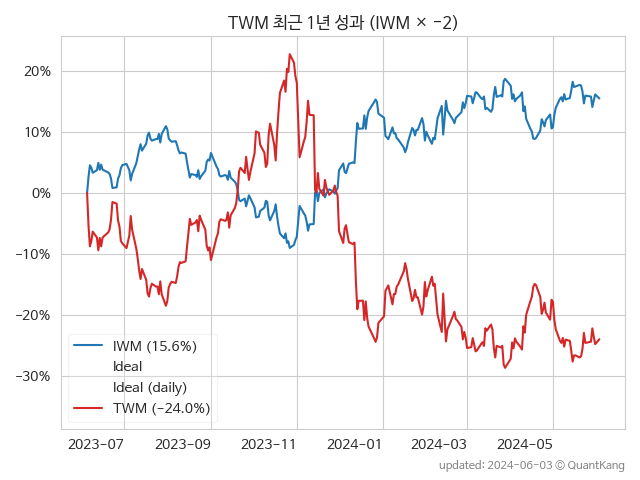 TWM 최근 1년 성과 (IWM × −2)
20%
10%
0%
−10%
−20%
−30%
IWM (15.6%)
Ideal
Ideal (daily)
TWM (−24.0%)
2023-07 2023-09 2023-11 2024-01 2024-03 2024-05
updated: 2024-06-03 ⓒ QuantKang